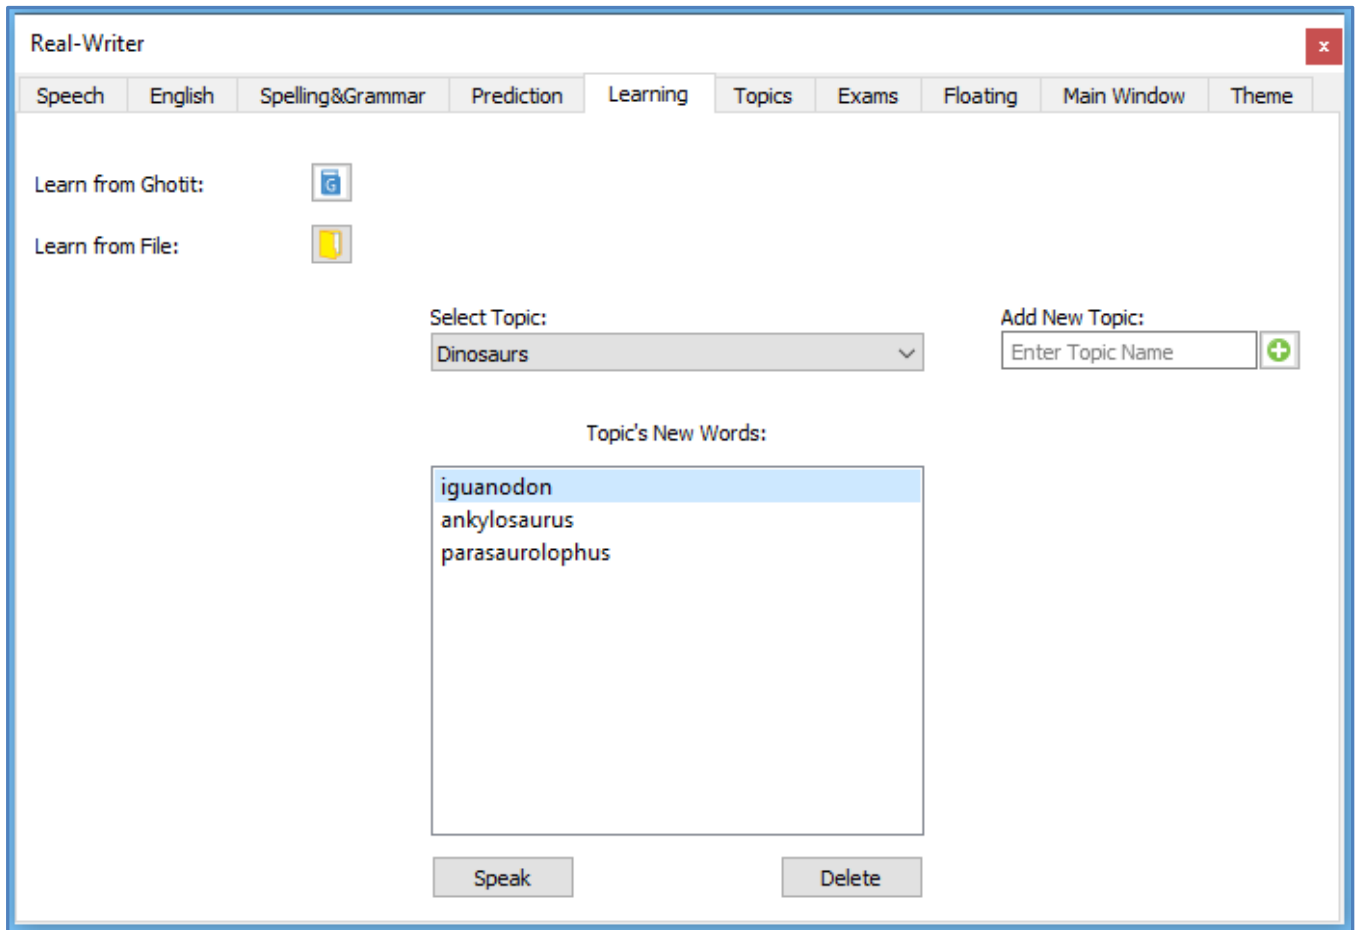 Real-Writer
x
Speech English Spelling&Grammar Prediction Learning Topics Exams Floating Main Window Theme
Learn from Ghotit:
G
Learn from File:
Select Topic: Add New Topic:
Dinosaurs Enter Topic Name
Topic's New Words:
iguanodon
ankylosaurus
parasaurolophus
Speak Delete